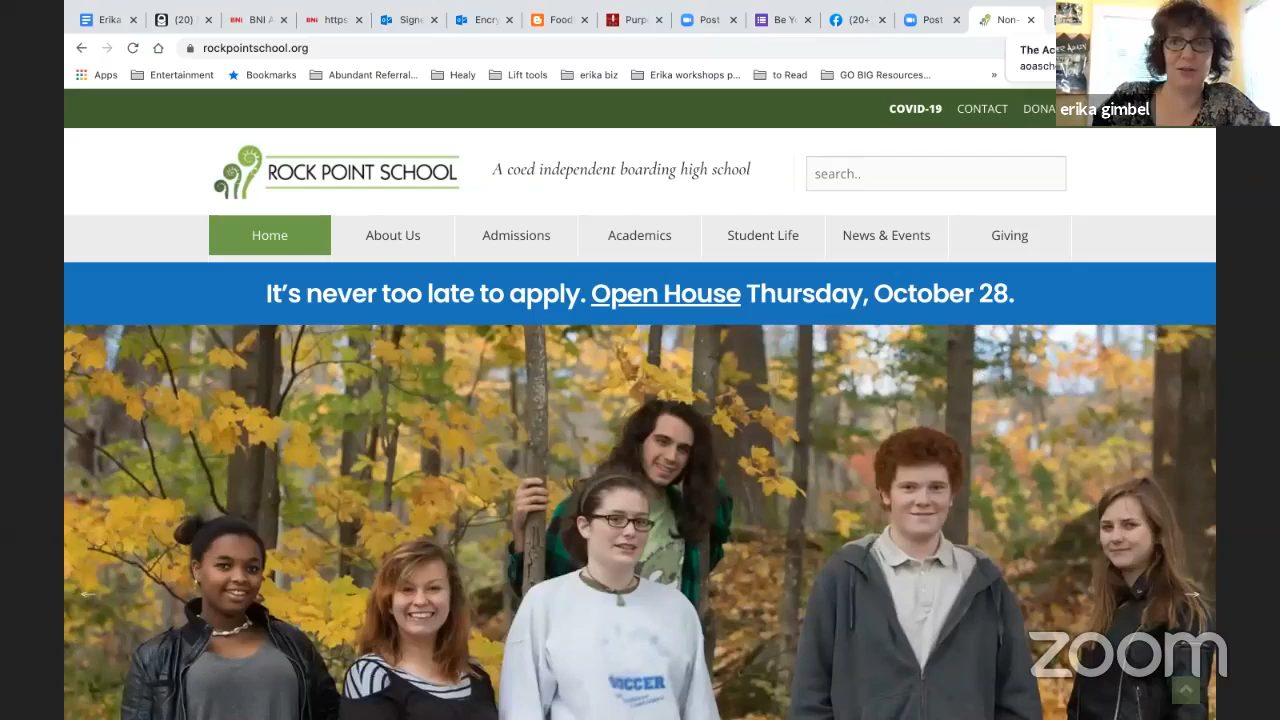 Erika
(20)
BNI BNI A
BNI https
Signe
Encry
Food
Purp
Post
Be Y
(20+
Post
Non-
rockpointschool.org
The Ac
aoasch
Apps Entertainment Bookmarks Abundant Referral... Healy Lift tools erika biz Erika workshops p... to Read GO BIG Resources... »
erika gimbel
COVID-19 CONTACT DONA
ROCK POINT SCHOOL
A coed independent boarding high school
search..
Home About Us Admissions Academics Student Life News & Events Giving
It's never too late to apply. Open House Thursday, October 28.
SOCCER
zoom